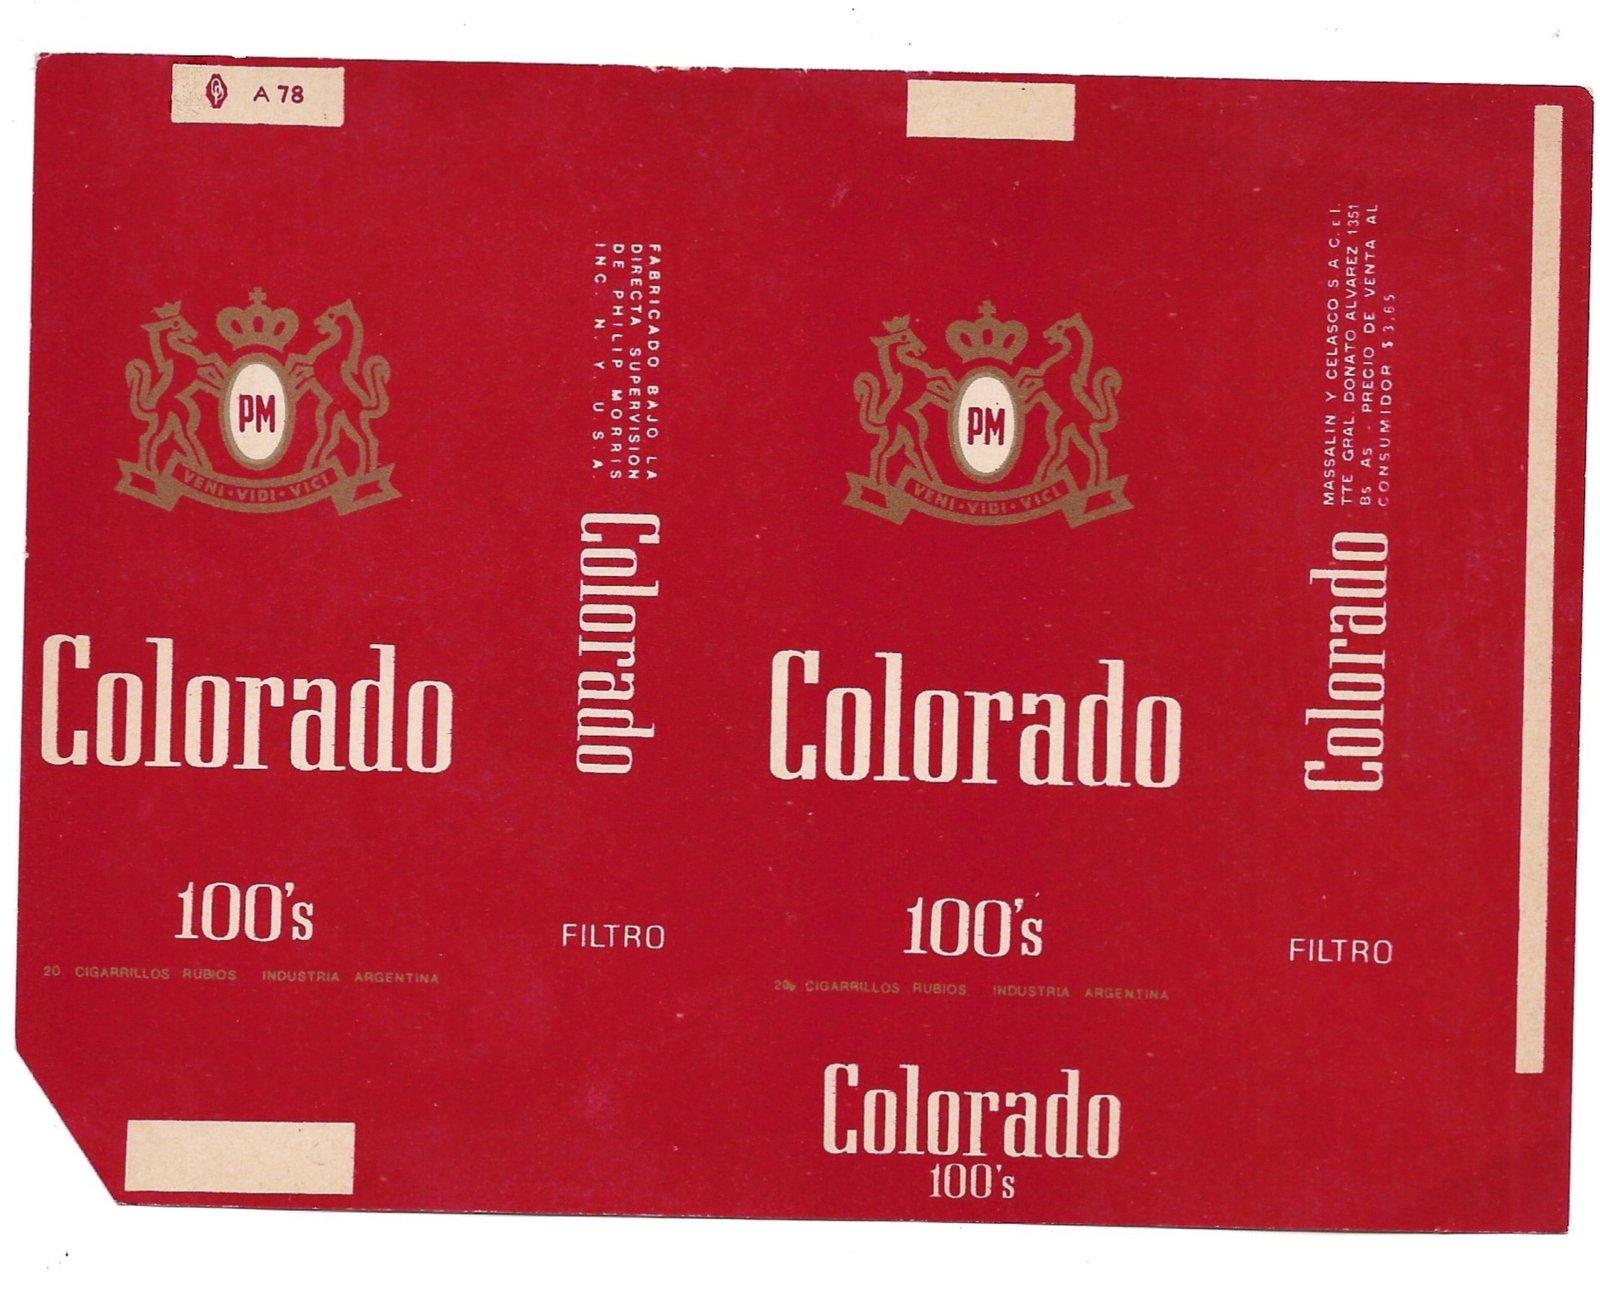 A 78
PM
VENI · VIDI · VICI
Colorado
100's
20 CIGARRILLOS RUBIOS INDUSTRIA ARGENTINA
FABRICADO BAJO LA
DIRECTA SUPERVISION
DE PHILIP MORRIS
INC. N. Y. U S.A.
Colorado
FILTRO
PM
VENI · VIDI · VICI
Colorado
100's
20 CIGARRILLOS RUBIOS. INDUSTRIA ARGENTINA
Colorado
100's
MASSALIN Y CELASCO S.A.C. e I.
TTE GRAL. DONATO ALVAREZ 1351
Bs AS. - PRECIO DE VENTA AL
CONSUMIDOR $ 3,65
Colorado
FILTRO